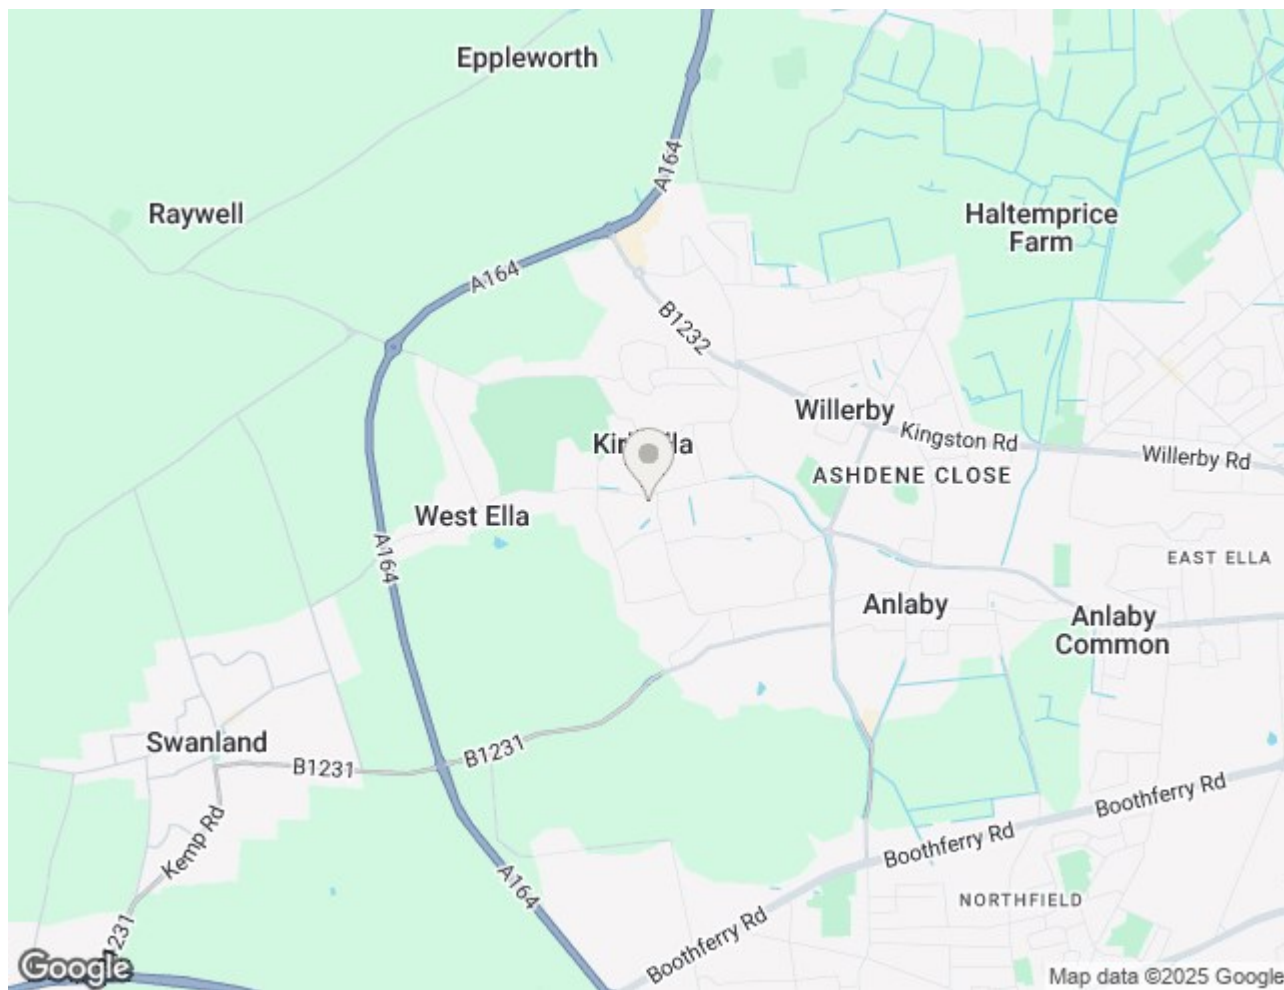 Eppleworth
A164
Raywell
Haltemprice
Farm
A164
B1232
Willerby
Kingston Rd
Willerby Rd
ASHDENE CLOSE
West Ella
A164
EAST ELLA
Anlaby
Anlaby
Common
Swanland
B1231
B1231
Kemp Rd
Boothferry Rd
Boothferry Rd
A164
NORTHFIELD
Boothferry Rd
Google
Map data ©2025 Google